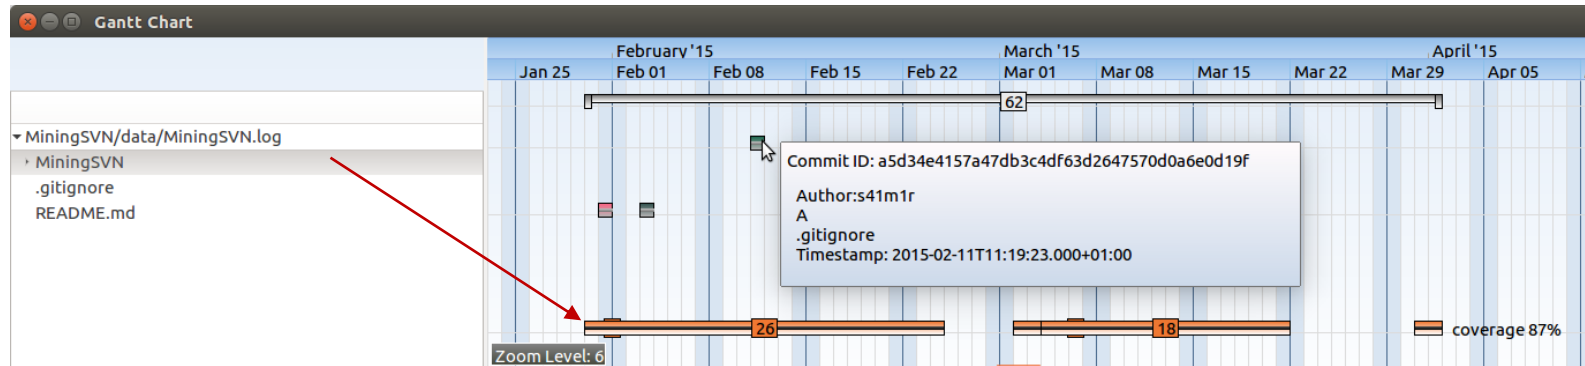 Gantt Chart
February '15 March '15 April '15
Jan 25 Feb 01 Feb 08 Feb 15 Feb 22 Mar 01 Mar 08 Mar 15 Mar 22 Mar 29 Apr 05
62
MiningSVN/data/MiningSVN.log
MiningSVN
.gitignore
README.md
Commit ID: a5d34e4157a47db3c4df63d2647570d0a6e0d19f
Author:s41m1r
A
.gitignore
Timestamp: 2015-02-11T11:19:23.000+01:00
26 18 coverage 87%
Zoom Level: 6